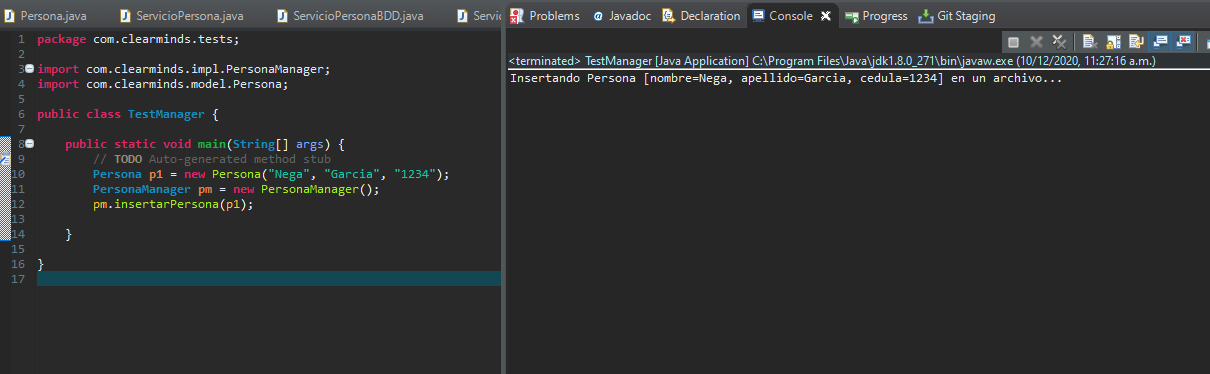 Persona.java ServicioPersona.java ServicioPersonaBDD.java Servic
1 package com.clearminds.tests;
2
3 import com.clearminds.impl.PersonaManager;
4 import com.clearminds.model.Persona;
5
6 public class TestManager {
7
8 public static void main(String[] args) {
9 // TODO Auto-generated method stub
10 Persona p1 = new Persona("Nega", "Garcia", "1234");
11 PersonaManager pm = new PersonaManager();
12 pm.insertarPersona(p1);
13
14 }
15
16 }
17
Problems Javadoc Declaration Console Progress Git Staging
<terminated> TestManager [Java Application] C:\Program Files\Java\jdk1.8.0_271\bin\javaw.exe (10/12/2020, 11:27:16 a.m.)
Insertando Persona [nombre=Nega, apellido=Garcia, cedula=1234] en un archivo...